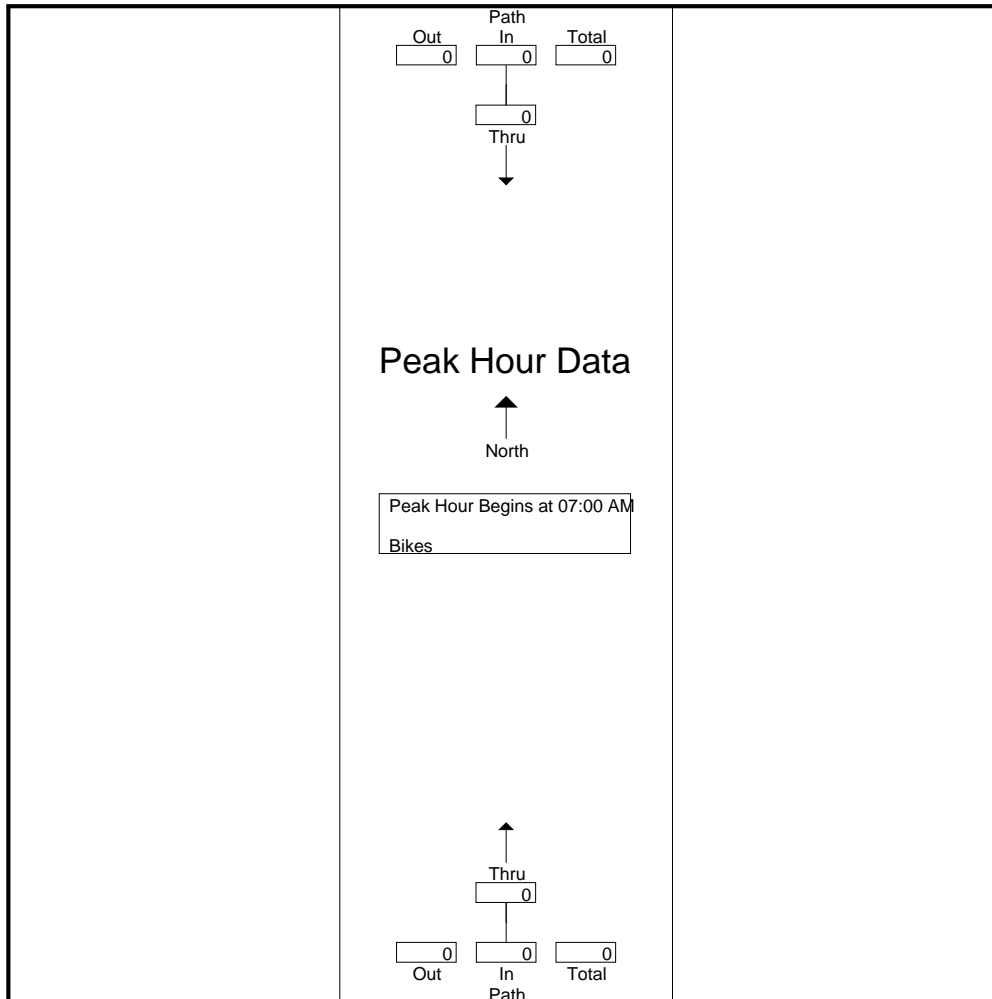 Path
Out In Total
0 0 0
0
Thru
Peak Hour Data
North
Peak Hour Begins at 07:00 AM
Bikes
Thru
0
0 0 0
Out In Total
Path